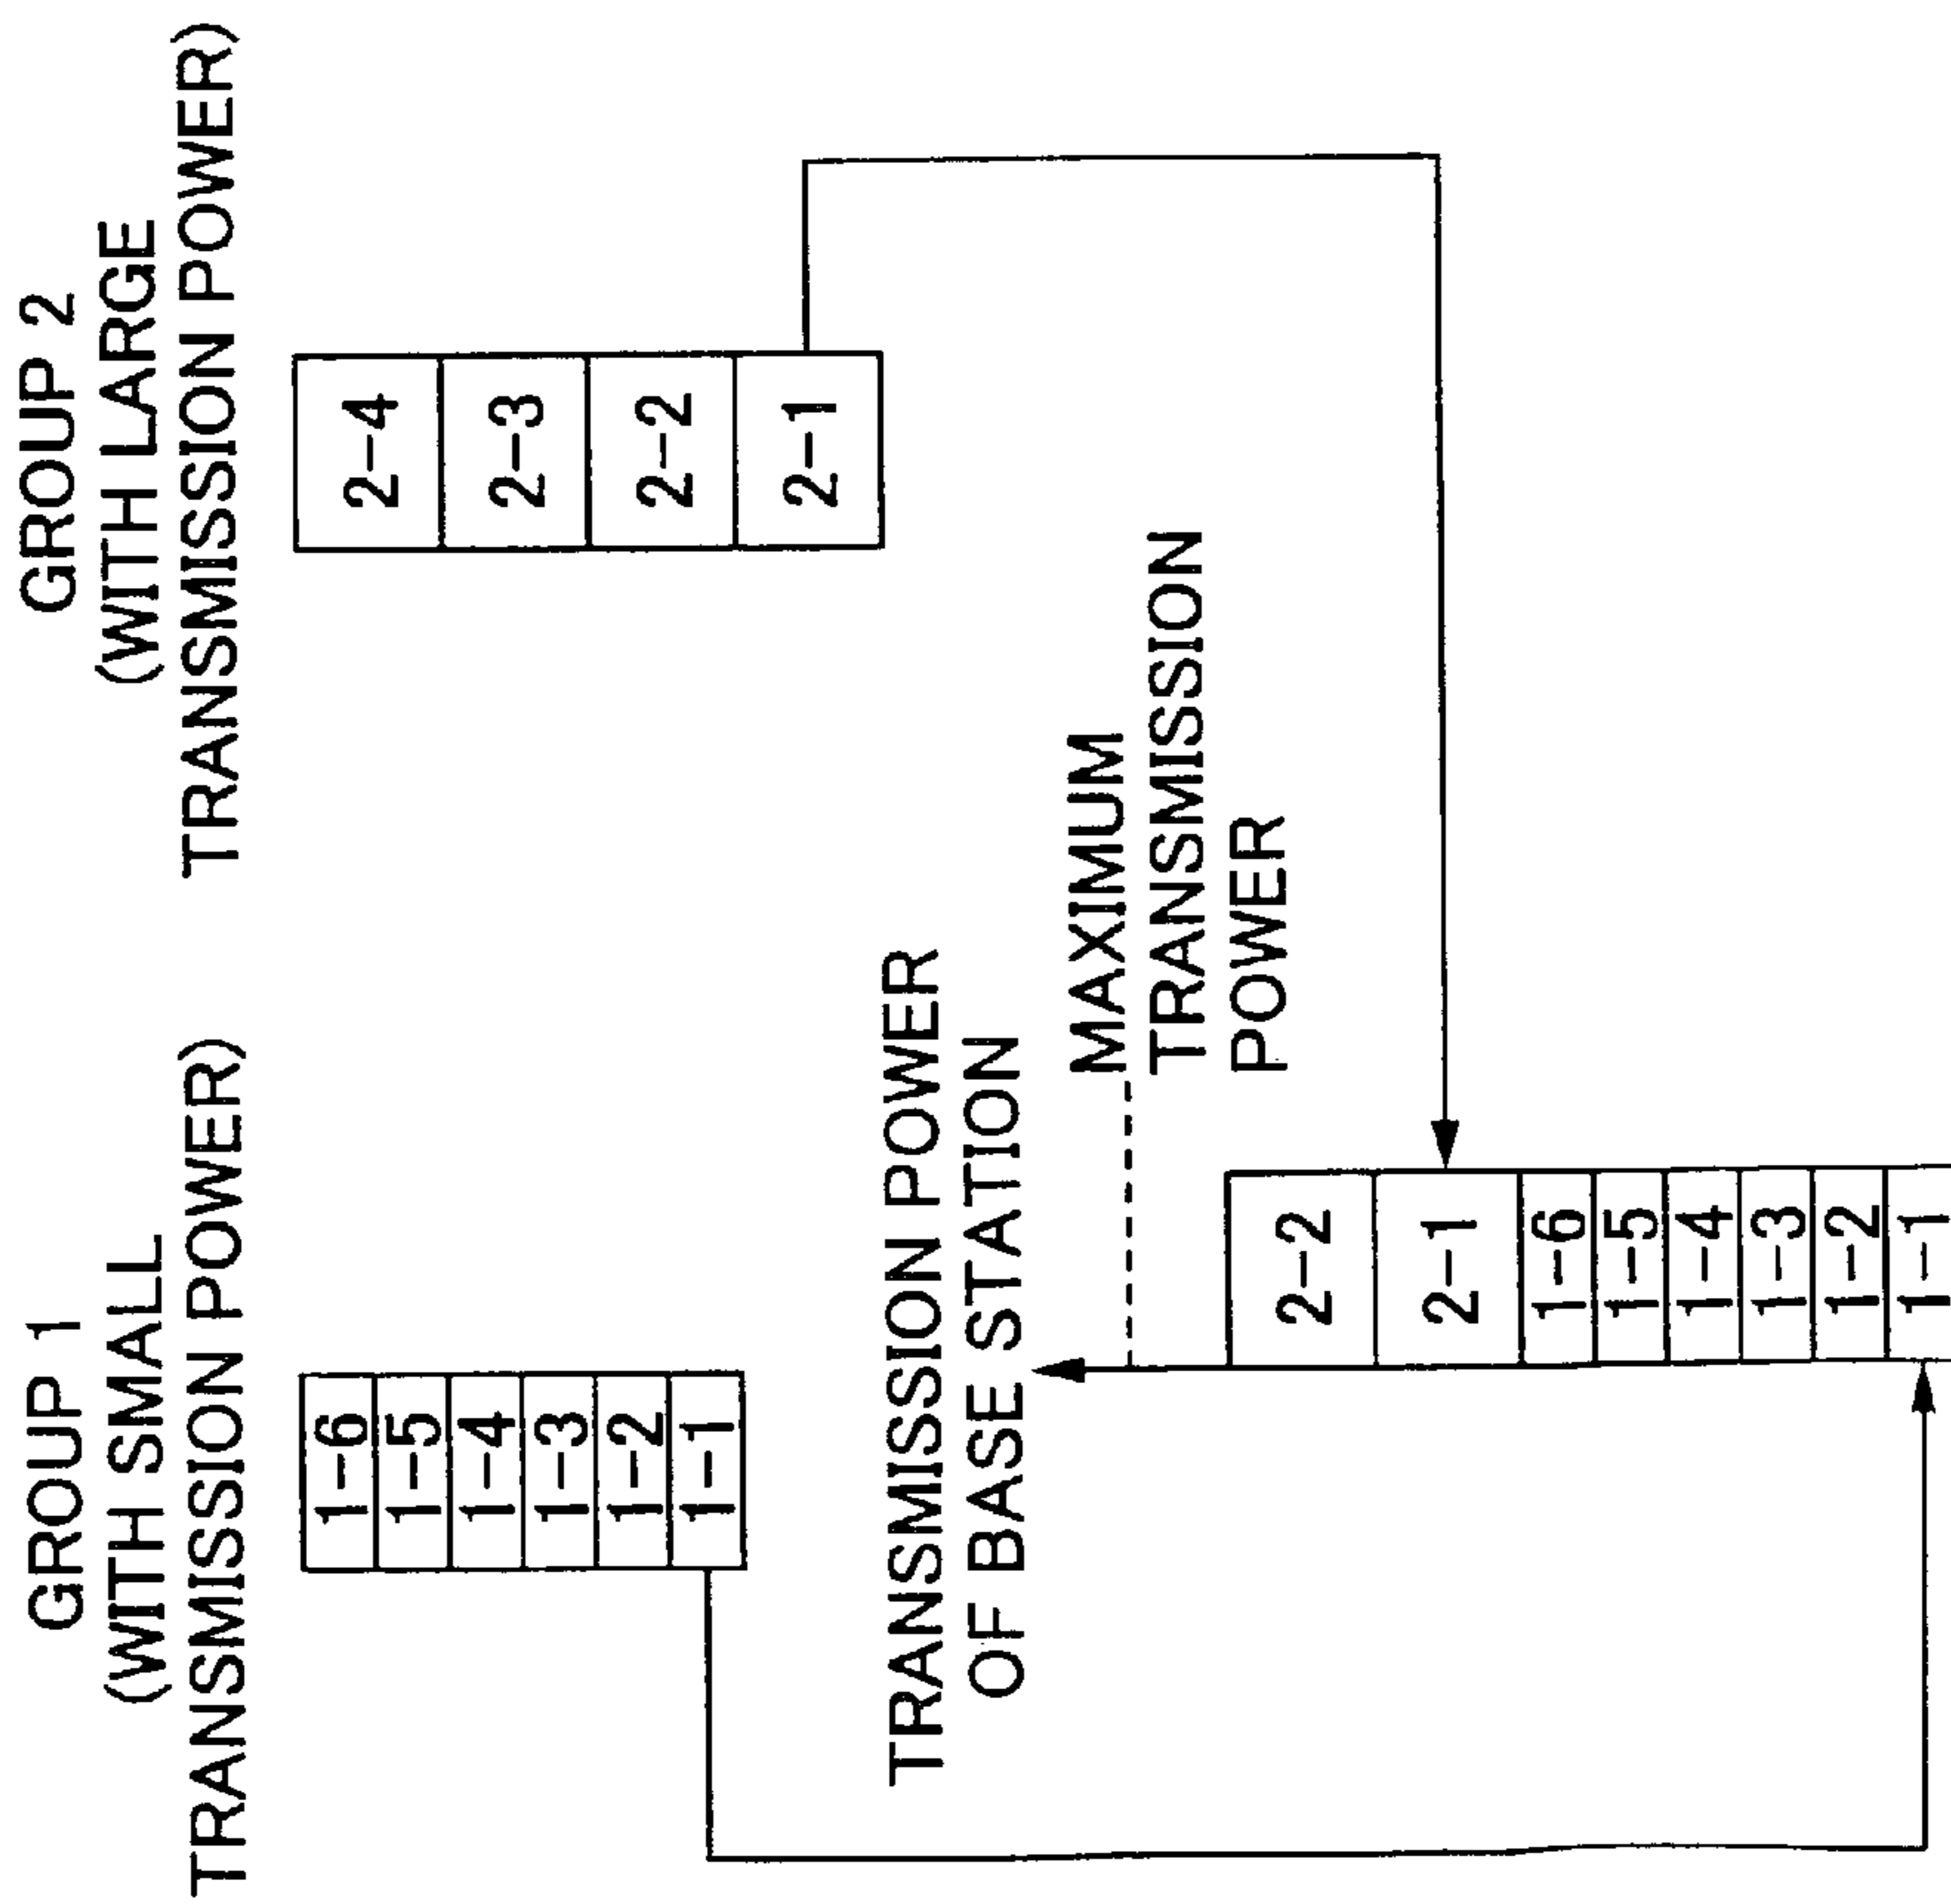 GROUP 1
(WITH SMALL
TRANSMISSION POWER)
1-6
1-5
1-4
1-3
1-2
1-1
GROUP 2
(WITH LARGE
TRANSMISSION POWER)
2-4
2-3
2-2
2-1
TRANSMISSION POWER
OF BASE STATION
MAXIMUM
TRANSMISSION
POWER
2-2
2-1
1-6
1-5
1-4
1-3
1-2
1-1